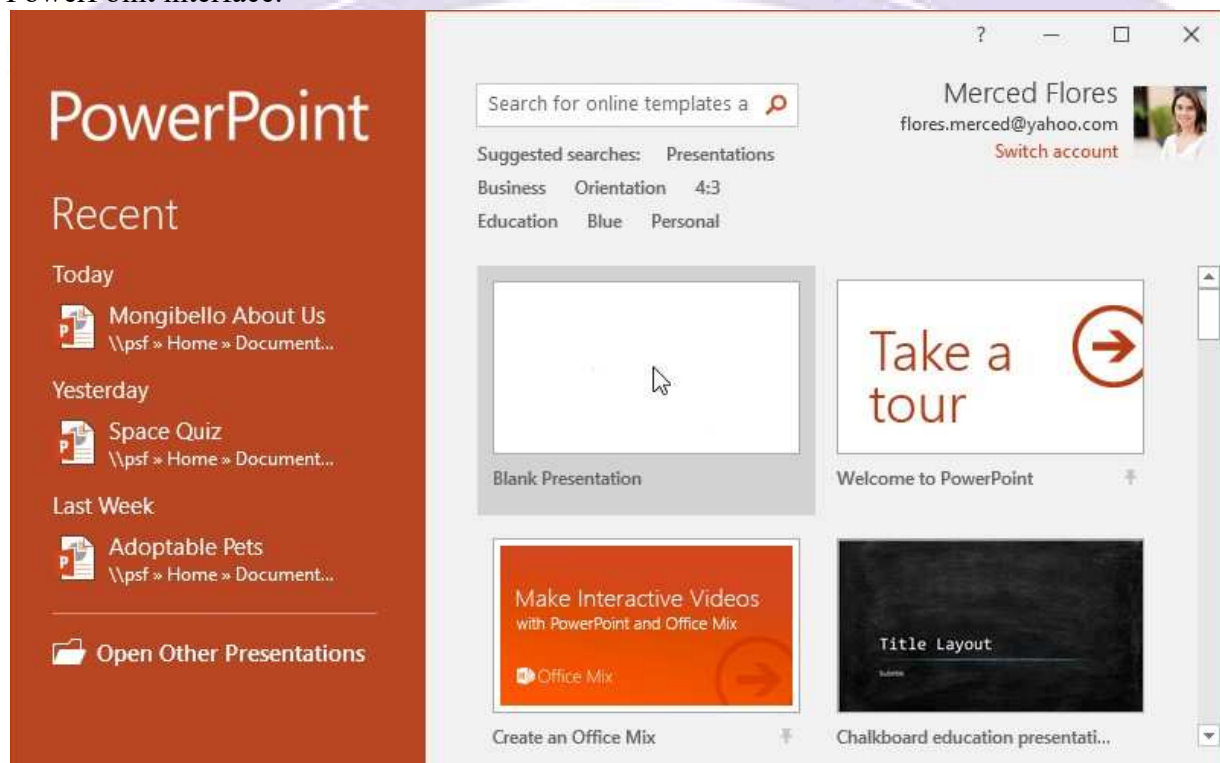 PowerPoint interface.
?
PowerPoint
Recent
Today
Mongibello About Us
\\psf » Home » Document...
Yesterday
Space Quiz
\\psf » Home » Document...
Last Week
Adoptable Pets
\\psf » Home » Document...
Open Other Presentations
Search for online templates a
Merced Flores
flores.merced@yahoo.com
Switch account
Suggested searches: Presentations
Business Orientation 4:3
Education Blue Personal
Blank Presentation
Take a
tour
Welcome to PowerPoint
Make Interactive Videos
with PowerPoint and Office Mix
Office Mix
Create an Office Mix
Title Layout
Subtitle
Chalkboard education presentati...